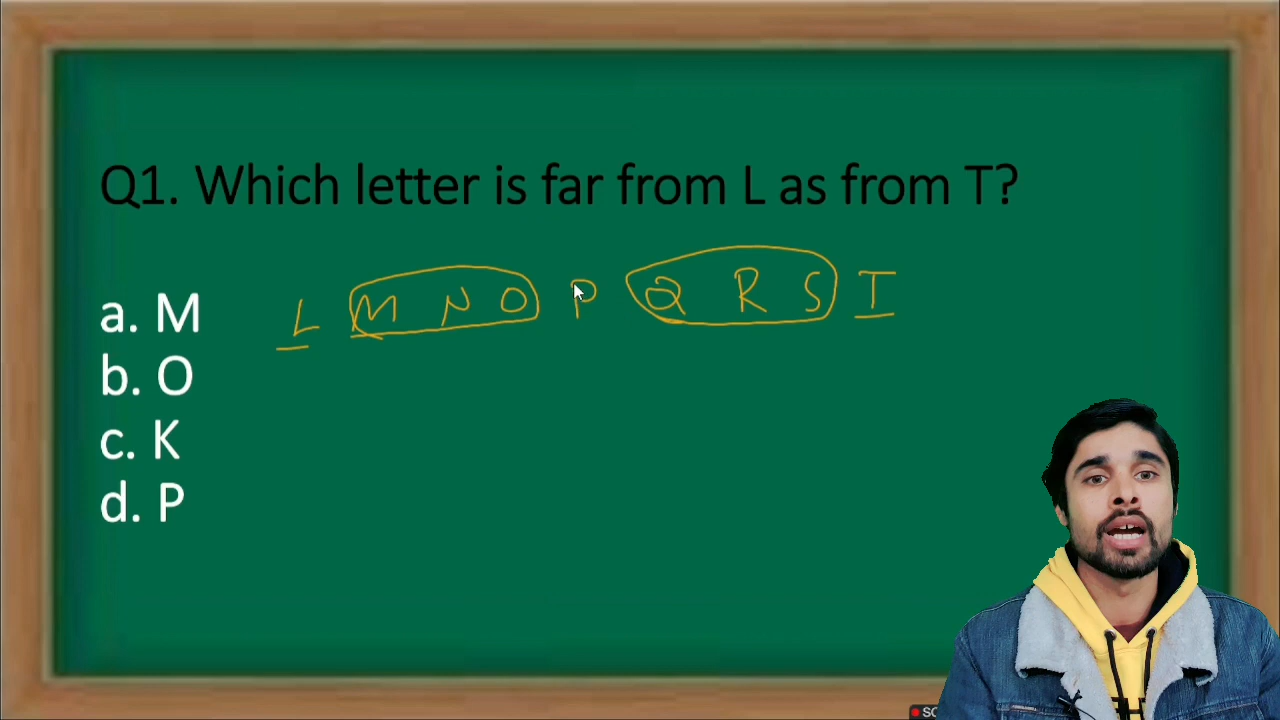 Q1. Which letter is far from L as from T?
a. M
L M N O P Q R S T
b. O
c. K
d. P